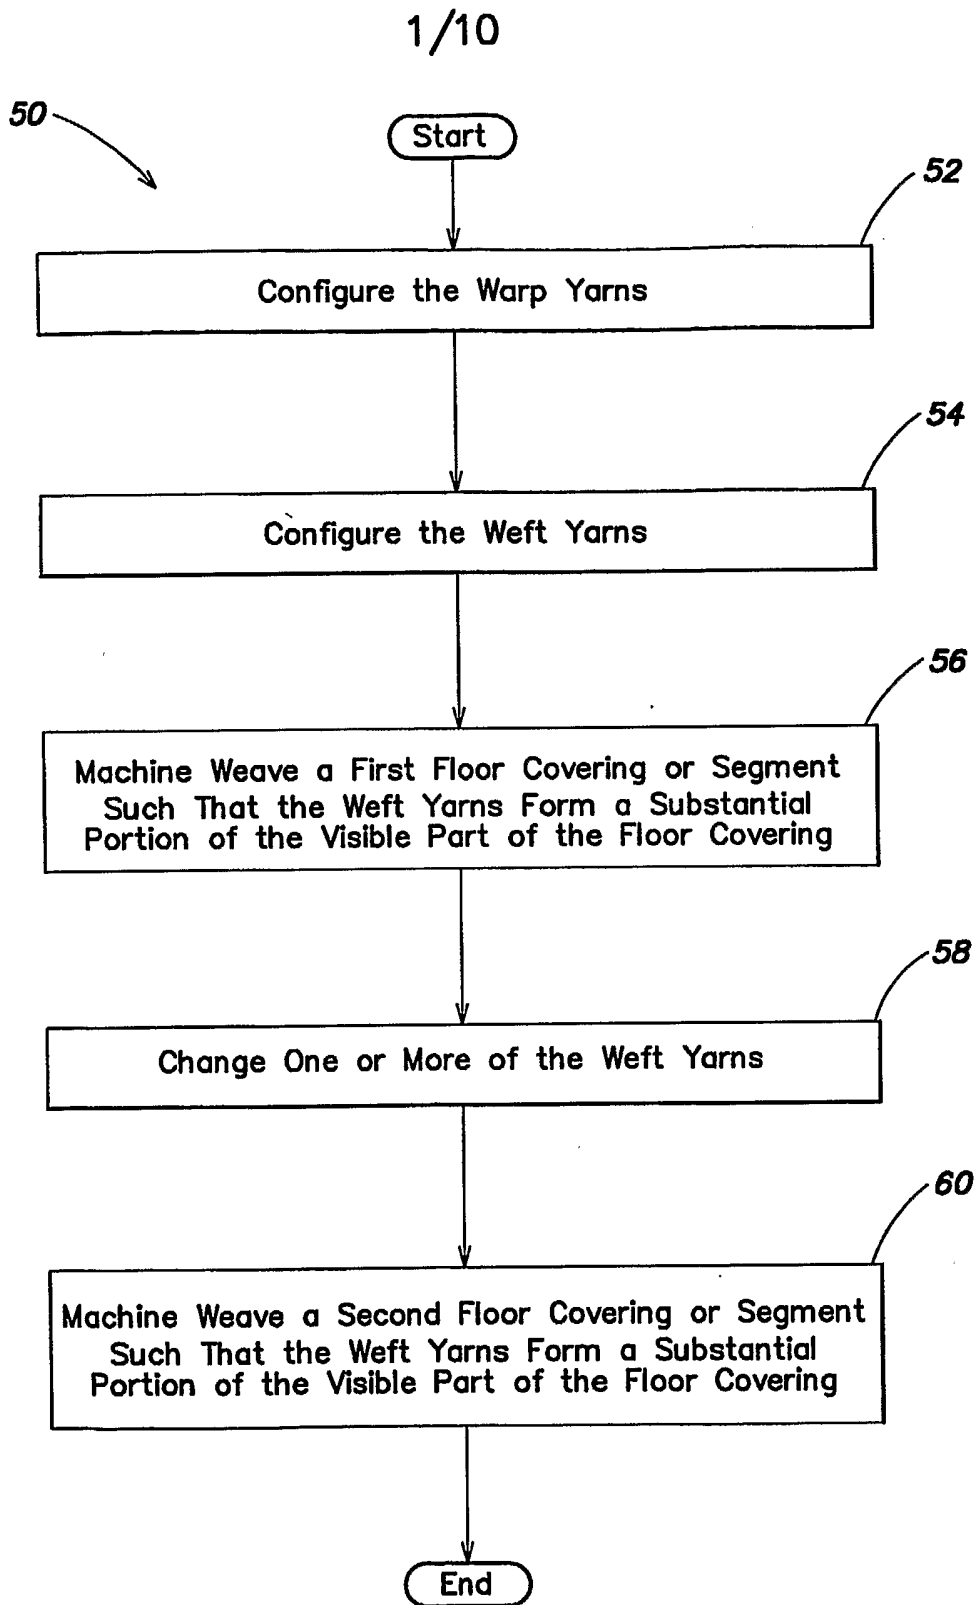 1/10
50
Start
52
Configure the Warp Yarns
54
Configure the Weft Yarns
56
Machine Weave a First Floor Covering or Segment
Such That the Weft Yarns Form a Substantial
Portion of the Visible Part of the Floor Covering
58
Change One or More of the Weft Yarns
60
Machine Weave a Second Floor Covering or Segment
Such That the Weft Yarns Form a Substantial
Portion of the Visible Part of the Floor Covering
End